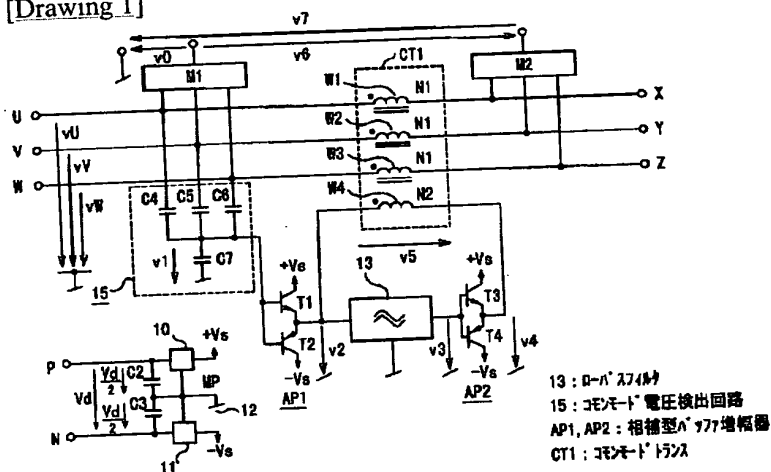 [Drawing 1]
v7
v0
v6
CT1
M1
M2
W1
N1
U
X
W2
N1
V
Y
vU
W3
N1
vV
W
Z
C4
C5
C6
W4
N2
vW
v1
C7
v5
+Vs
13
+Vs
15
T1
T3
T2
v2
v3
T4
v4
10
+Vs
-Vs
-Vs
P
AP1
AP2
Vd/2
C2
MP
Vd
12
Vd/2
C3
N
-Vs
11
13 : ローパスフィルタ
15 : コモンモード電圧検出回路
AP1, AP2 : 相補型バッファ増幅器
CT1 : コモンモードトランス